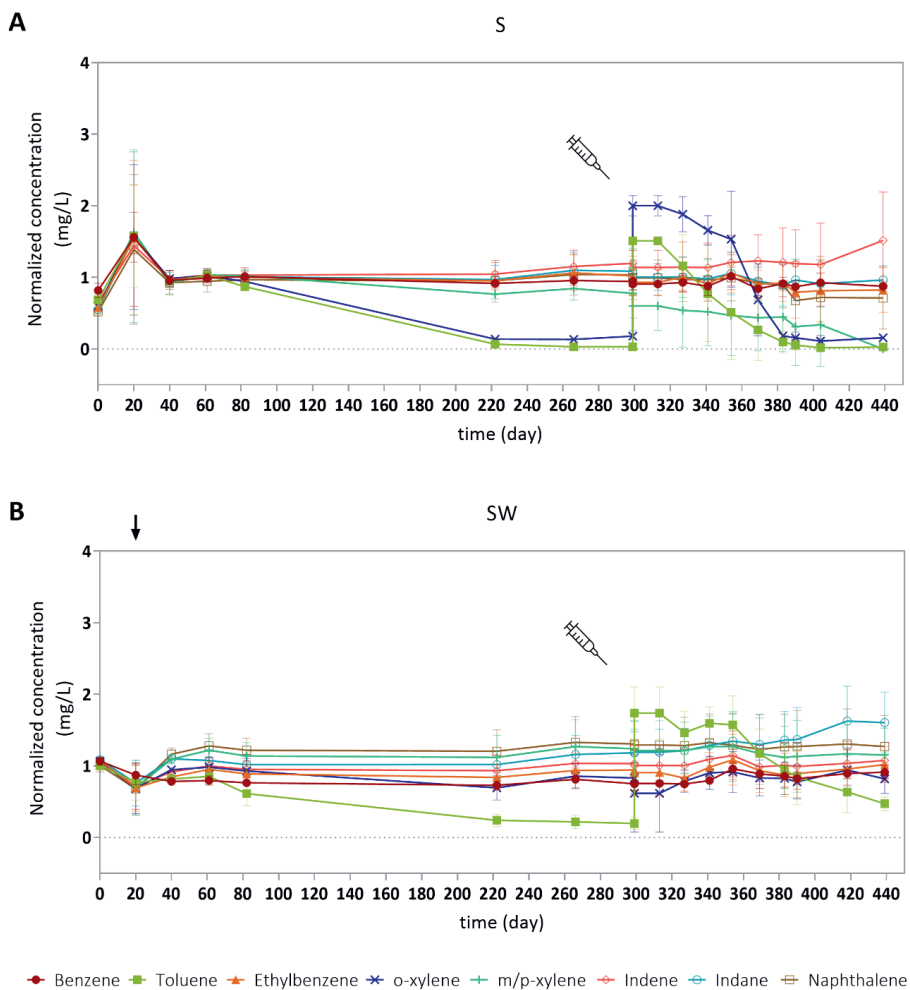 A
S
Normalized concentration
(mg/L)
4
3
2
1
0
0 20 40 60 80 100 120 140 160 180 200 220 240 260 280 300 320 340 360 380 400 420 440
time (day)
B
SW
Normalized concentration
(mg/L)
4
3
2
1
0
0 20 40 60 80 100 120 140 160 180 200 220 240 260 280 300 320 340 360 380 400 420 440
time (day)
Benzene Toluene Ethylbenzene o-xylene m/p-xylene Indene Indane Naphthalene